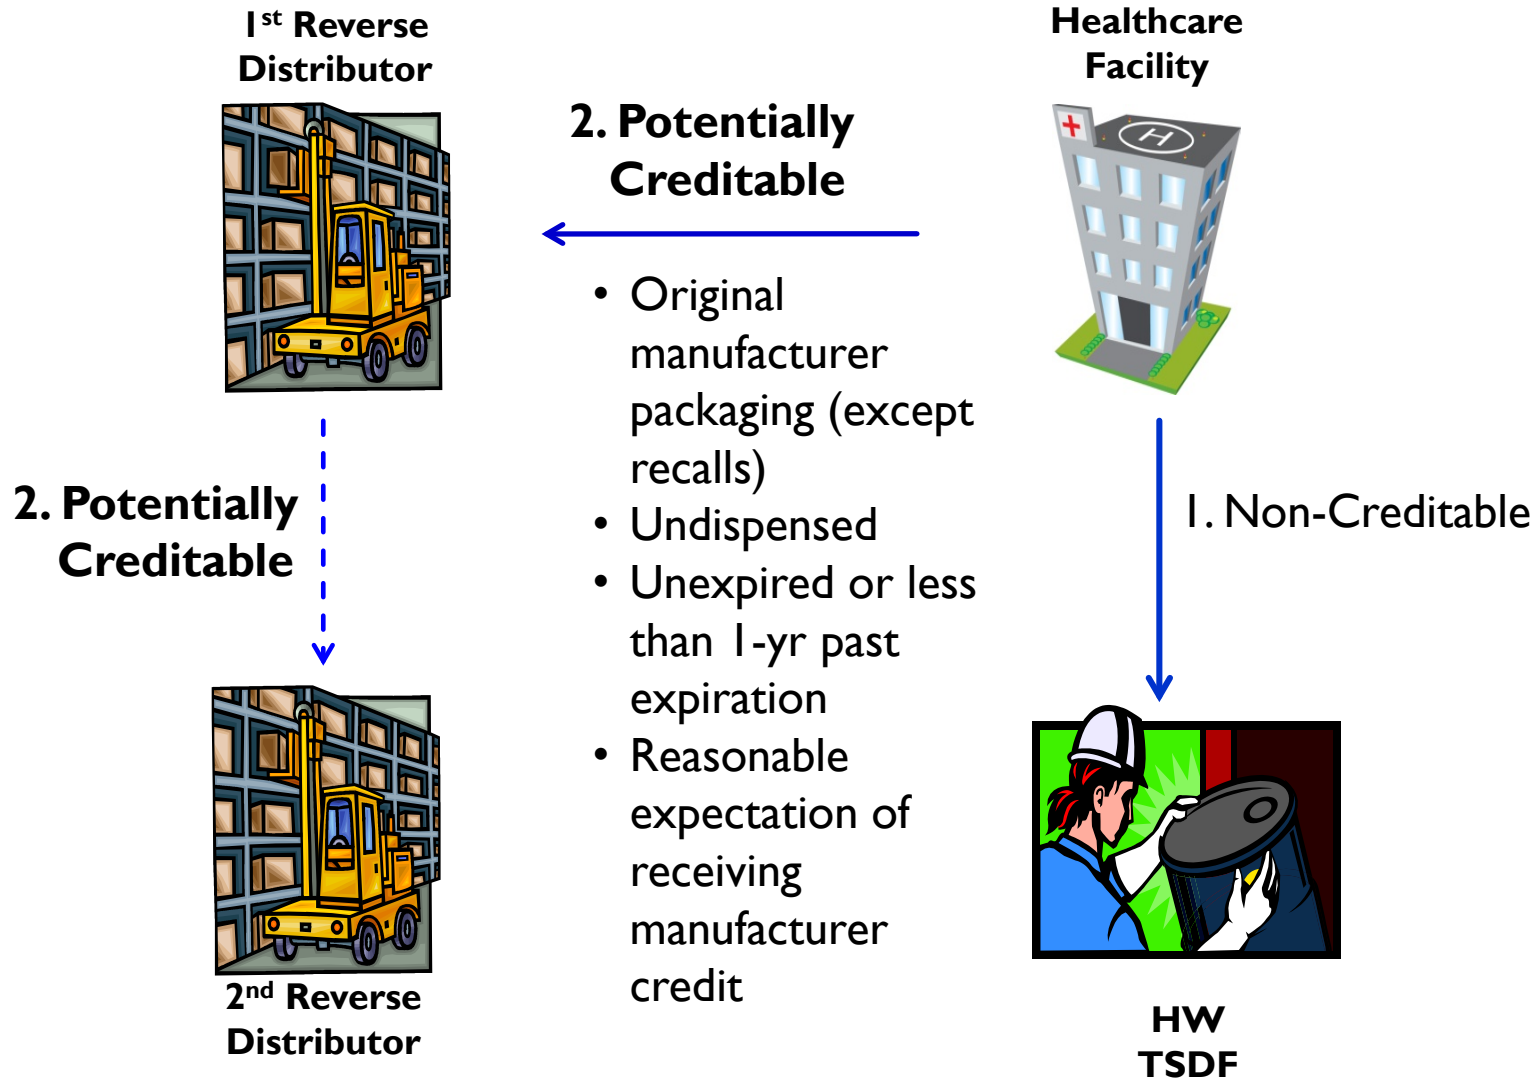 1st Reverse
Distributor
Healthcare
Facility
2. Potentially
Creditable
H
• Original
manufacturer
packaging (except
recalls)
• Undispensed
• Unexpired or less
than 1-yr past
expiration
• Reasonable
expectation of
receiving
manufacturer
credit
2. Potentially
Creditable
1. Non-Creditable
2nd Reverse
Distributor
HW
TSDF